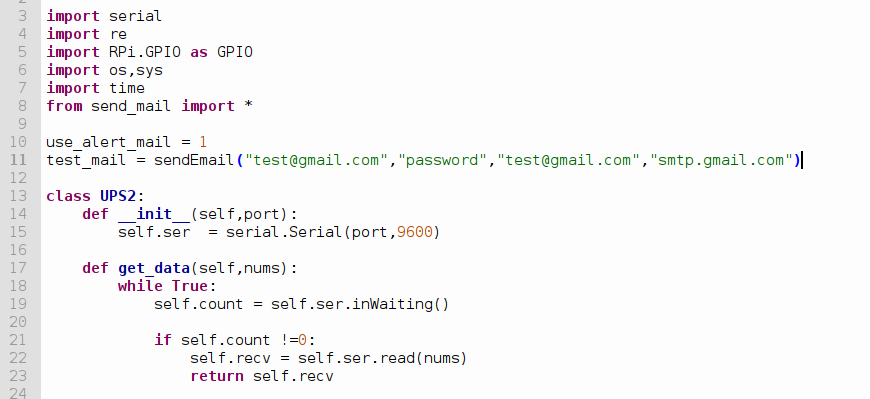 3 import serial
4 import re
5 import RPi.GPIO as GPIO
6 import os,sys
7 import time
8 from send_mail import *
9
10 use_alert_mail = 1
11 test_mail = sendEmail("test@gmail.com","password","test@gmail.com","smtp.gmail.com")
12
13 class UPS2:
14     def __init__(self,port):
15         self.ser  = serial.Serial(port,9600)
16
17     def get_data(self,nums):
18         while True:
19             self.count = self.ser.inWaiting()
20
21             if self.count !=0:
22                 self.recv = self.ser.read(nums)
23                 return self.recv
24